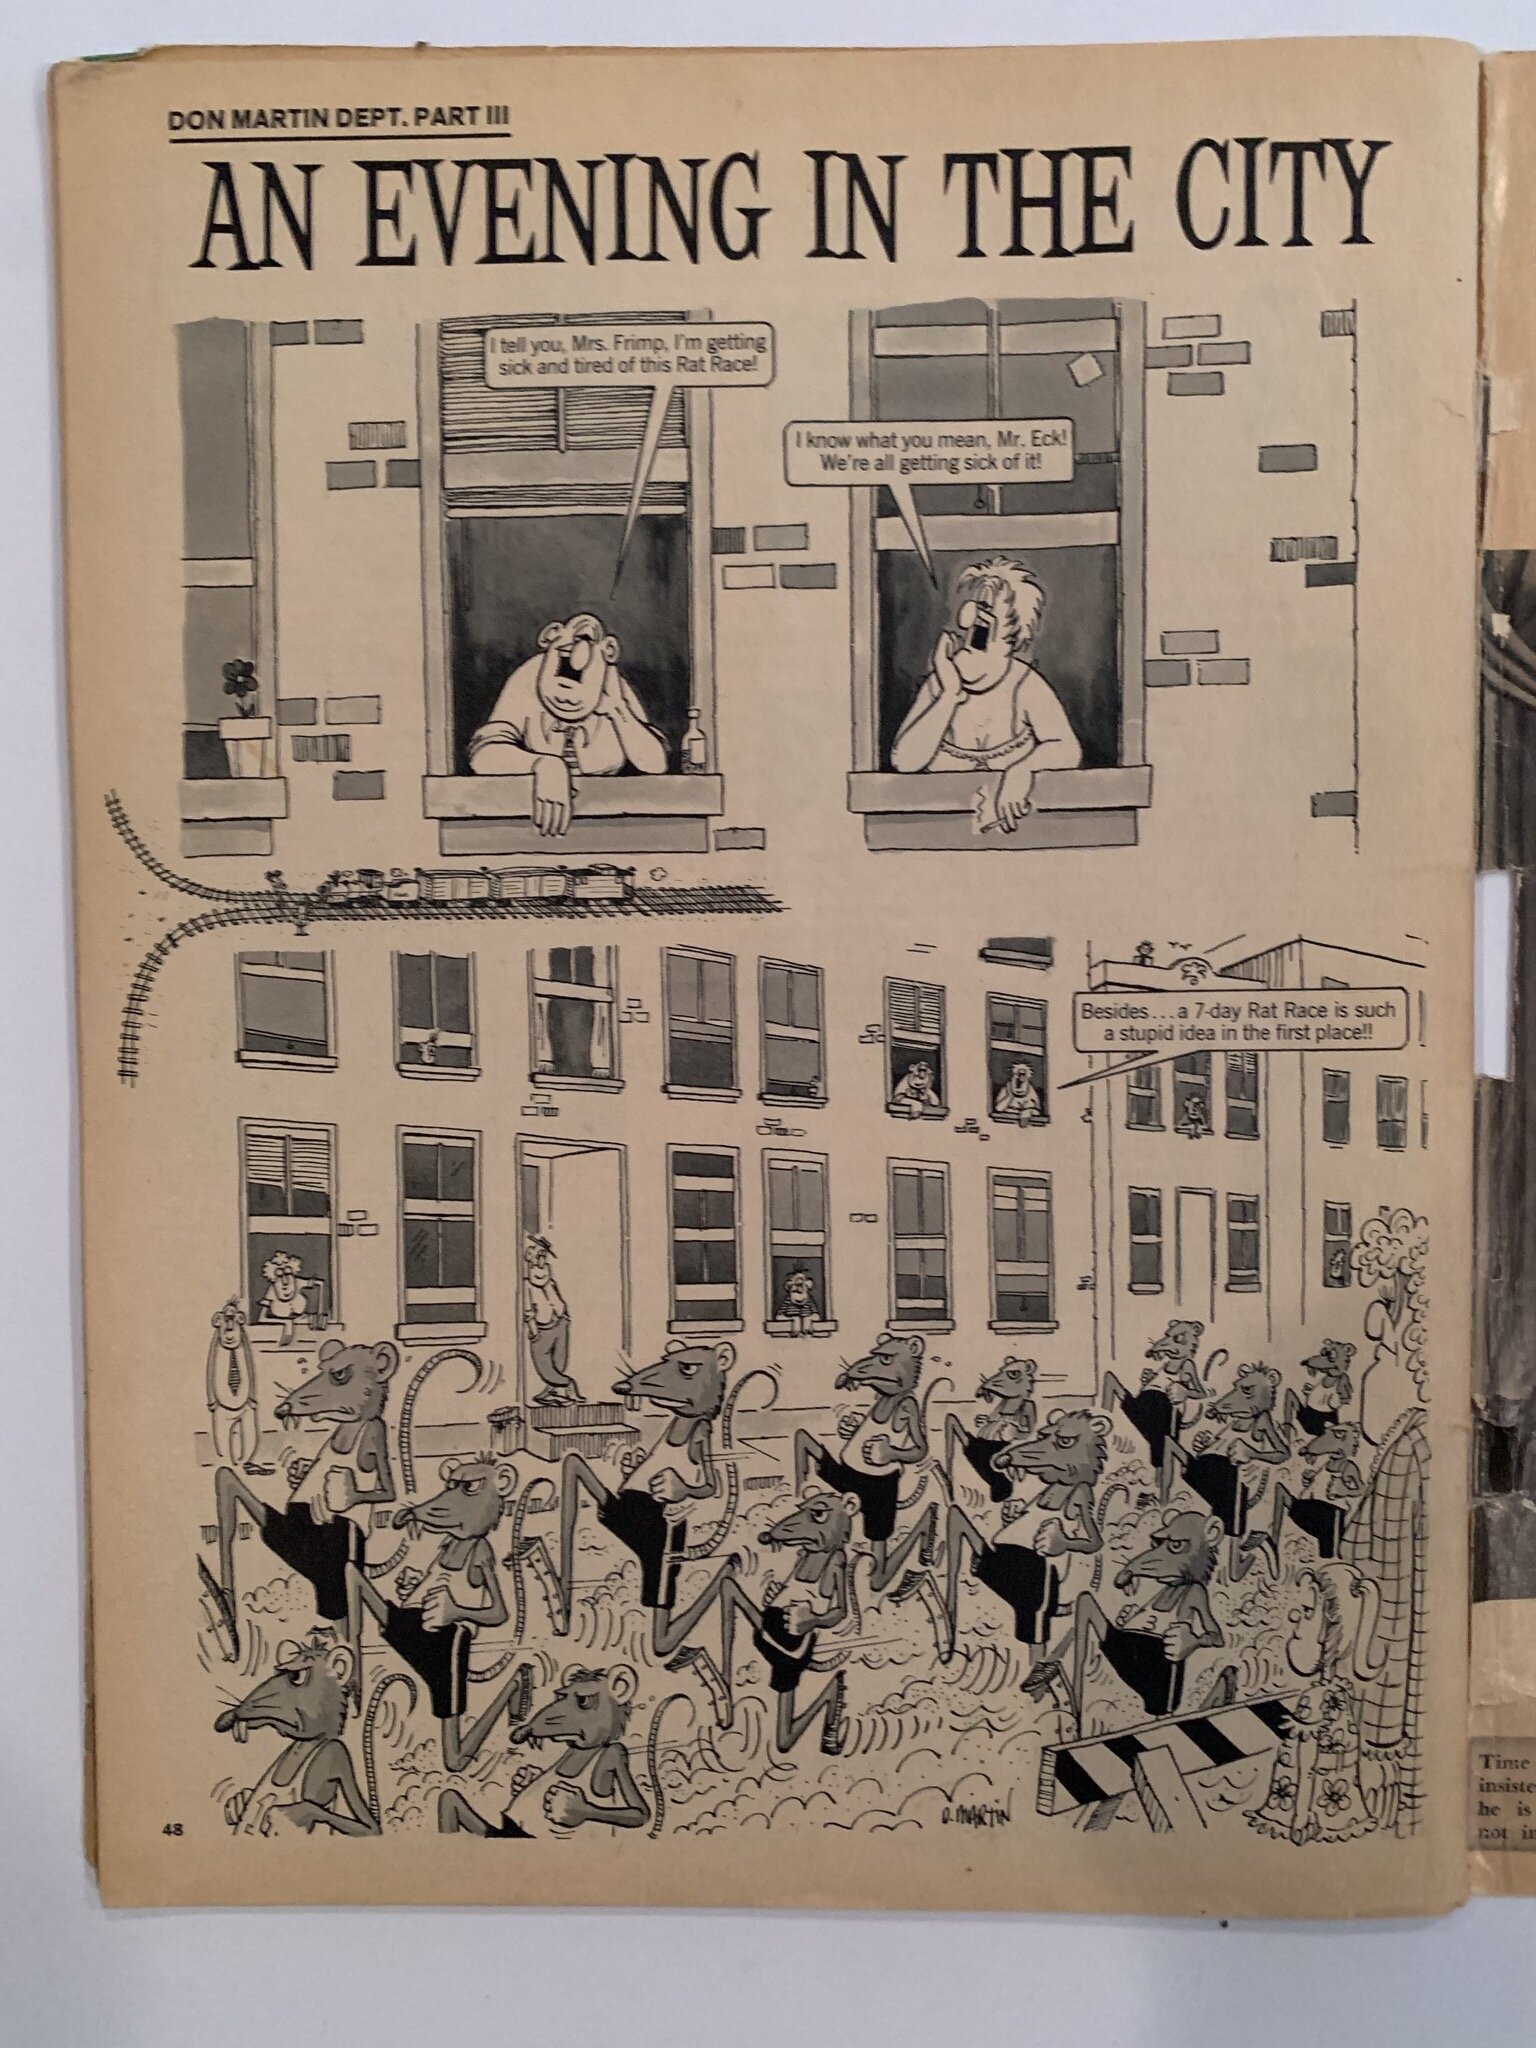 DON MARTIN DEPT. PART III
AN EVENING IN THE CITY
I tell you, Mrs. Frimp, I'm getting
sick and tired of this Rat Race!
I know what you mean, Mr. Eck!
We're all getting sick of it!
Besides...a 7-day Rat Race is such
a stupid idea in the first place!!
D. MARTIN
48
Time
insiste
he is
not in